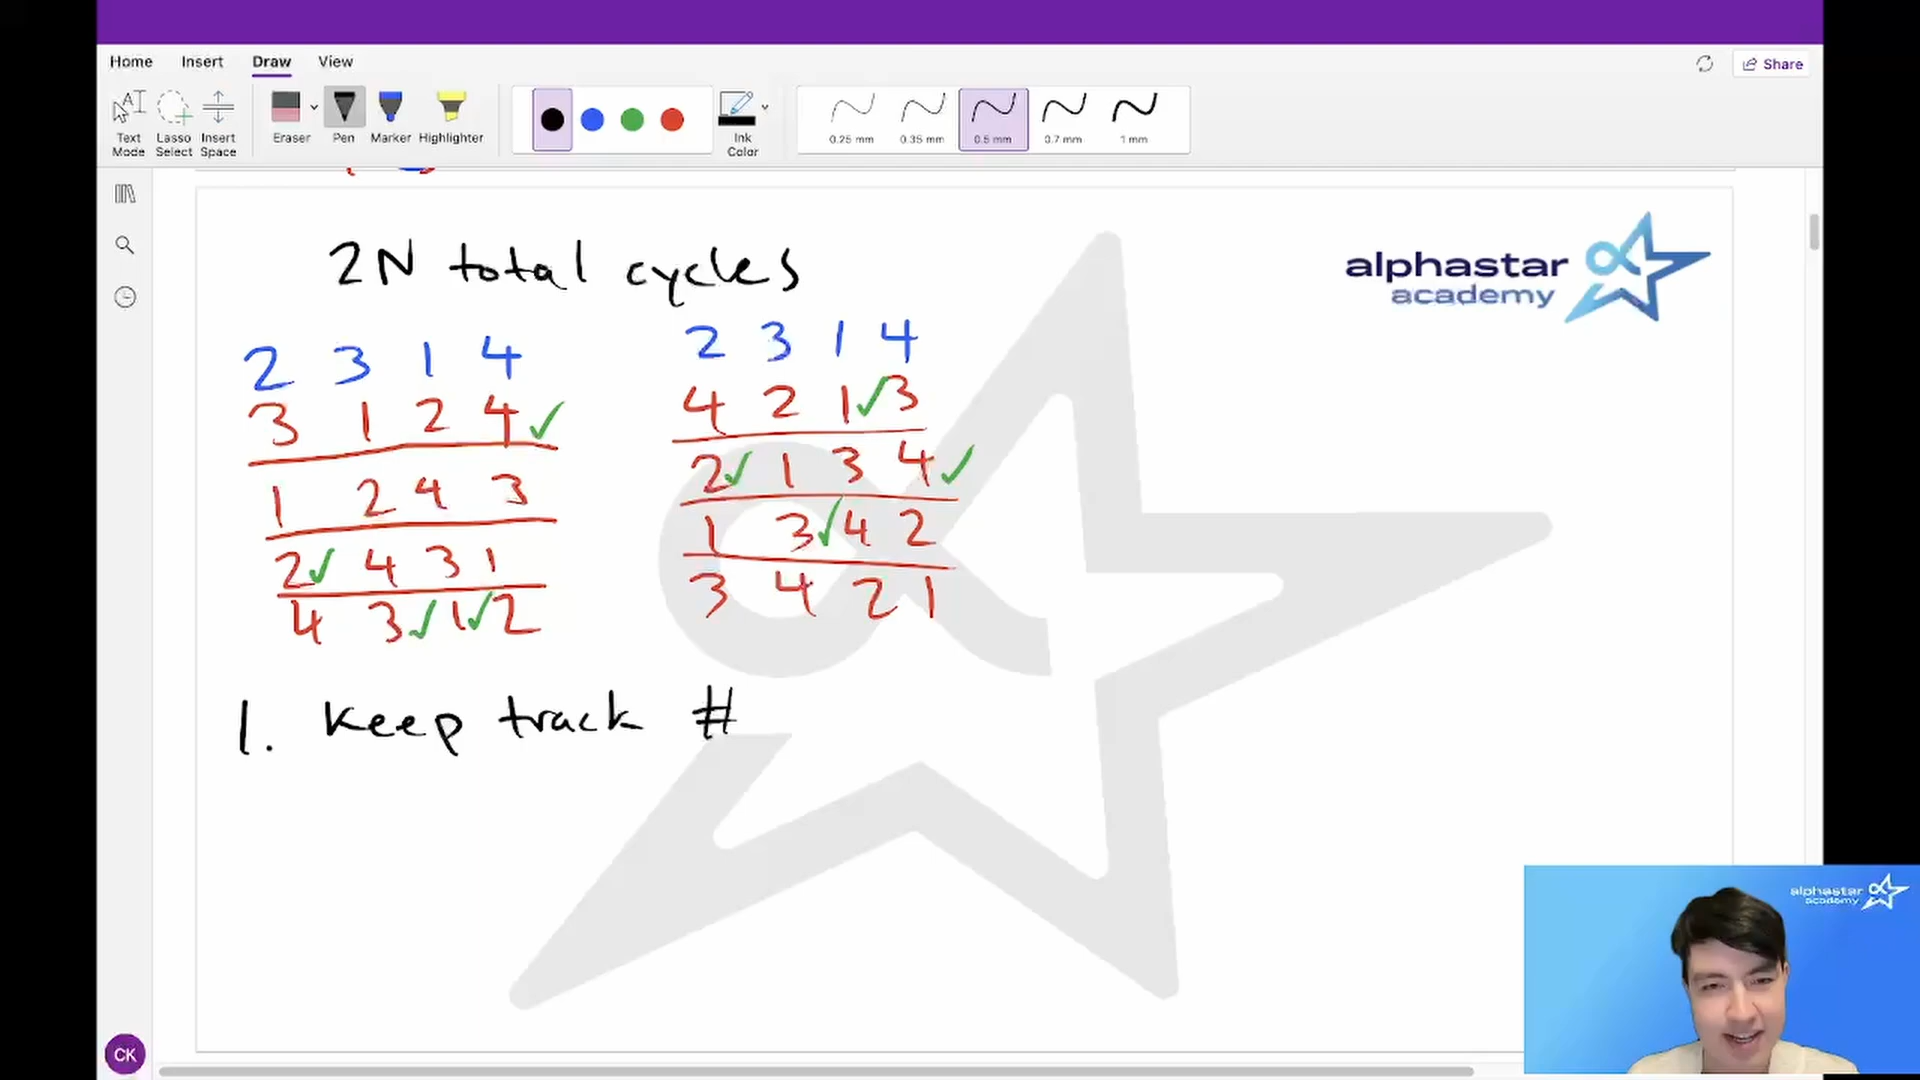 Home Insert Draw View
Share
Text Mode
Lasso Select
Insert Space
Eraser
Pen
Marker
Highlighter
Ink Color
0.25 mm
0.35 mm
0.5 mm
0.7 mm
1 mm
2N total cycles
alphastar
academy
2 3 1 4
3 1 2 4 ✓
1 2 4 3
2 ✓ 4 3 1
4 3 ✓ 1 ✓ 2
2 3 1 4
4 2 1 ✓ 3
2 ✓ 1 3 4 ✓
1 3 ✓ 4 2
3 4 2 1
1. Keep track #
alphastar
academy
CK